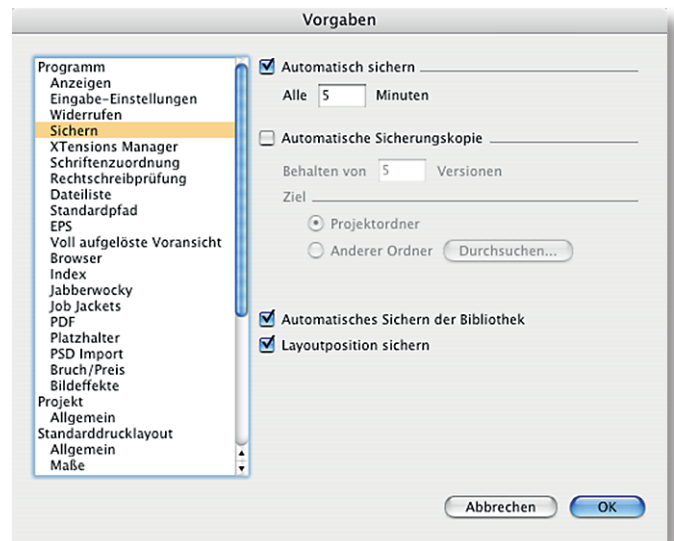 Vorgaben
Programm
Anzeigen
Eingabe-Einstellungen
Widerrufen
Sichern
XTensions Manager
Schriftenzuordnung
Rechtschreibprüfung
Dateiliste
Standardpfad
EPS
Voll aufgelöste Voransicht
Browser
Index
Jabberwocky
Job Jackets
PDF
Platzhalter
PSD Import
Bruch/Preis
Bildeffekte
Projekt
Allgemein
Standarddrucklayout
Allgemein
Maße
Automatisch sichern
Alle 5 Minuten
Automatische Sicherungskopie
Behalten von 5 Versionen
Ziel
Projektordner
Anderer Ordner Durchsuchen...
Automatisches Sichern der Bibliothek
Layoutposition sichern
Abbrechen OK